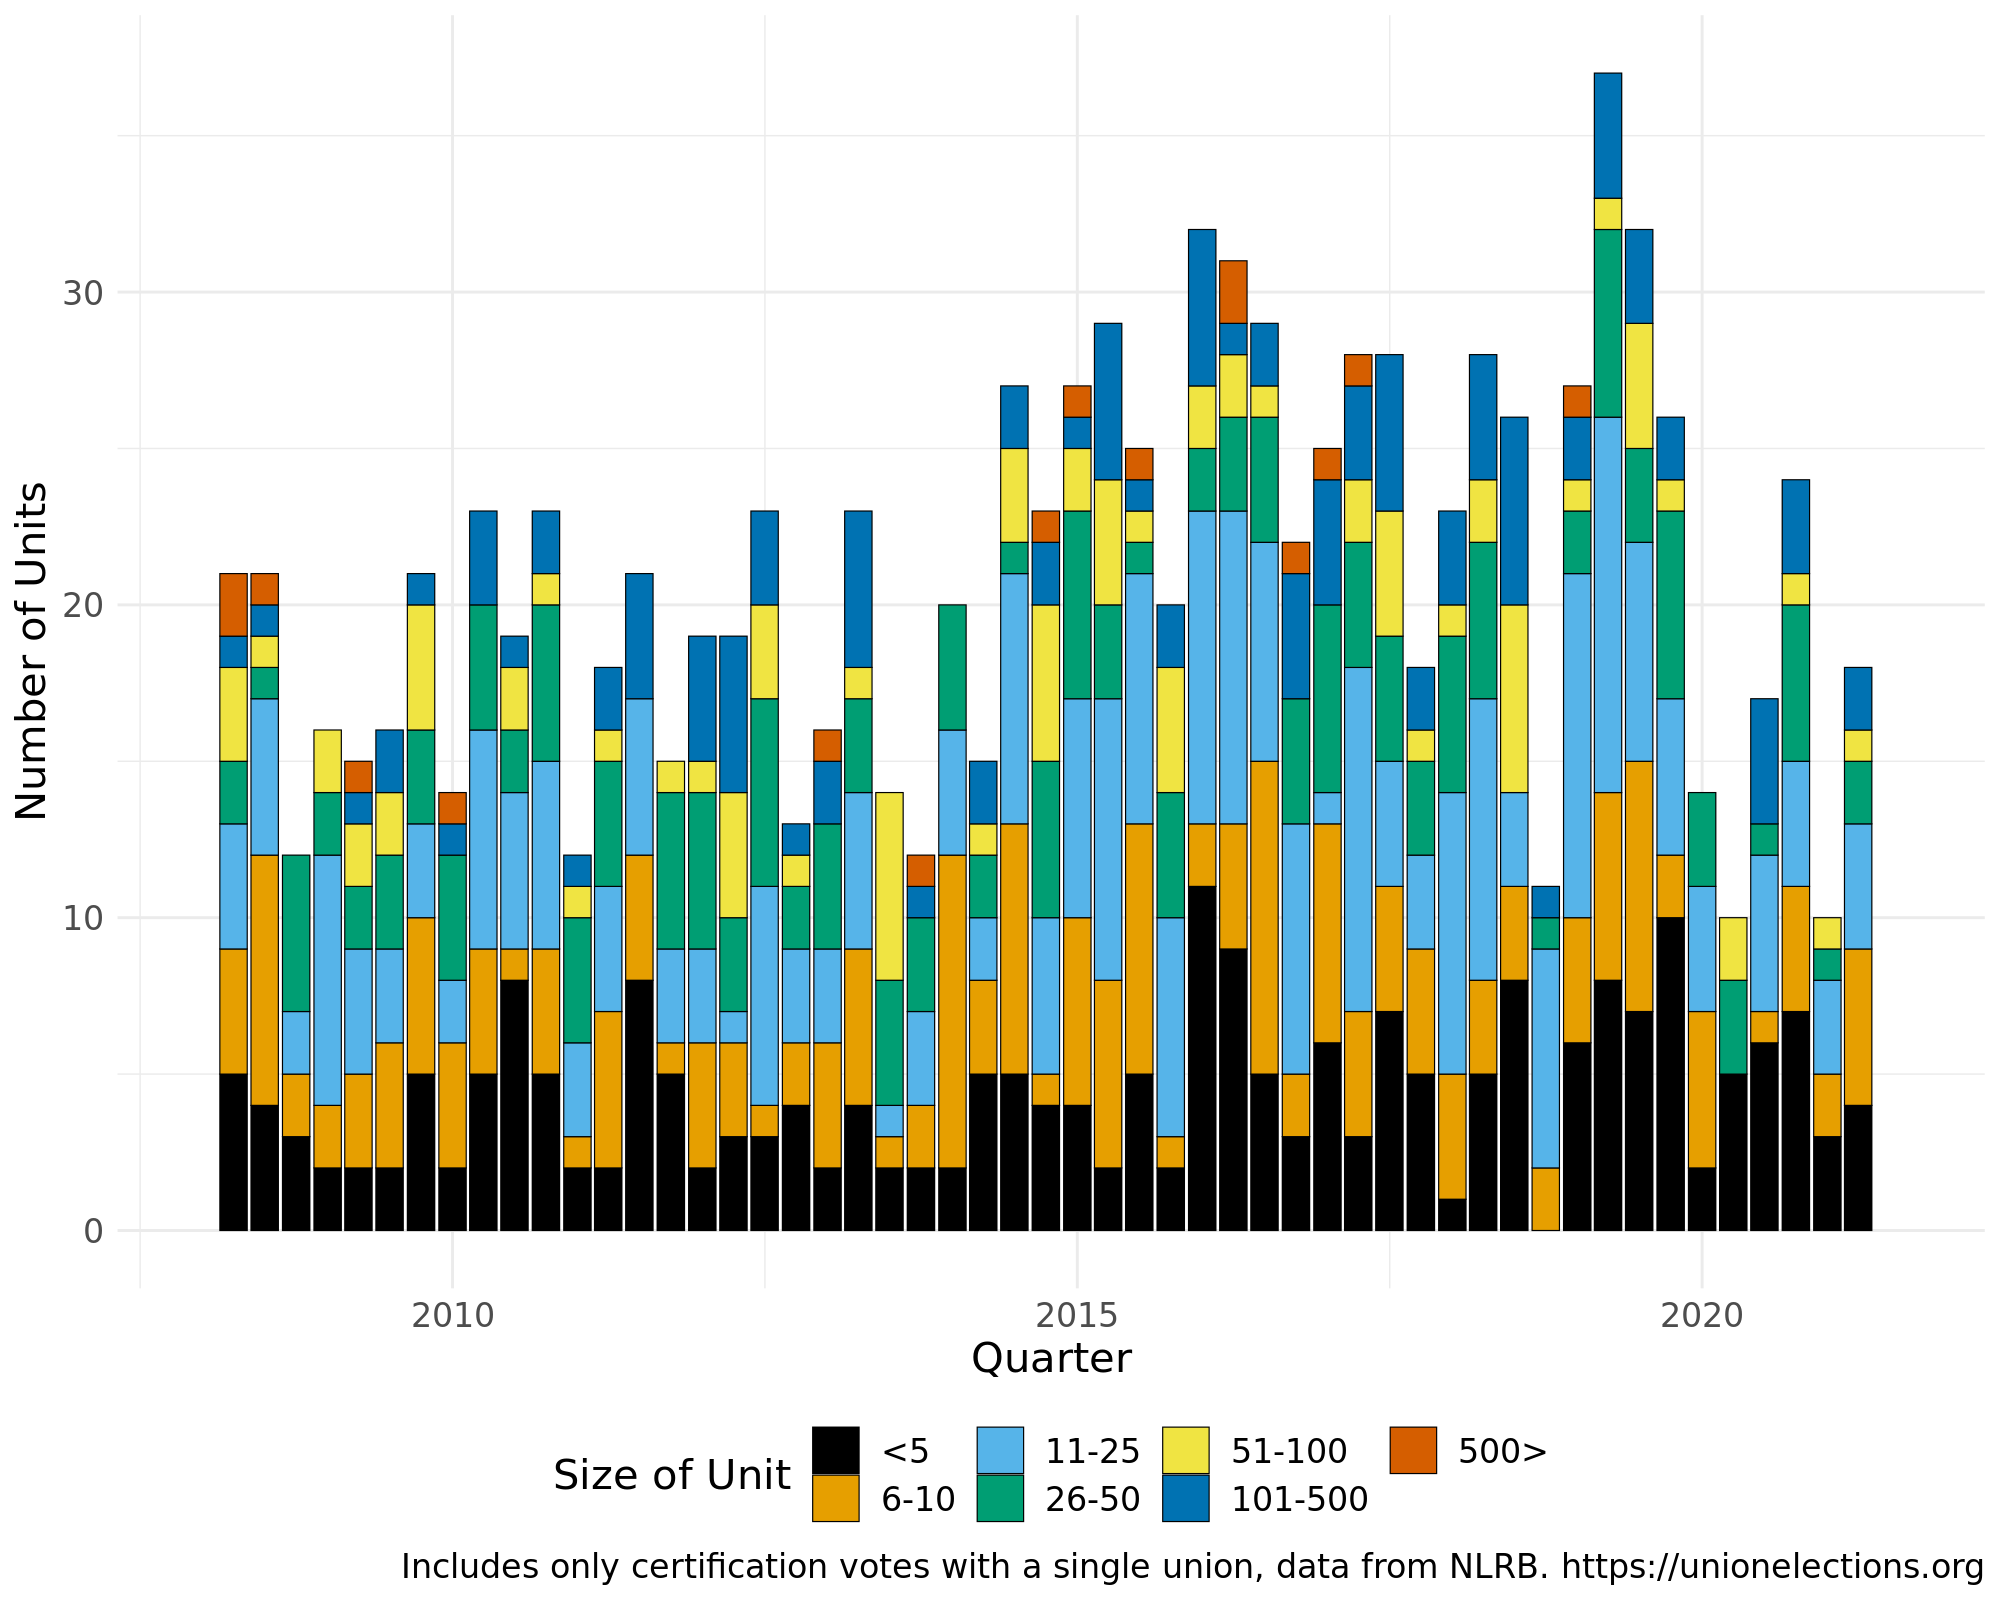 30
20
10
0
Number of Units
2010 2015 2020
Quarter
Size of Unit
<5 11-25 51-100 500>
6-10 26-50 101-500
Includes only certification votes with a single union, data from NLRB. https://unionelections.org